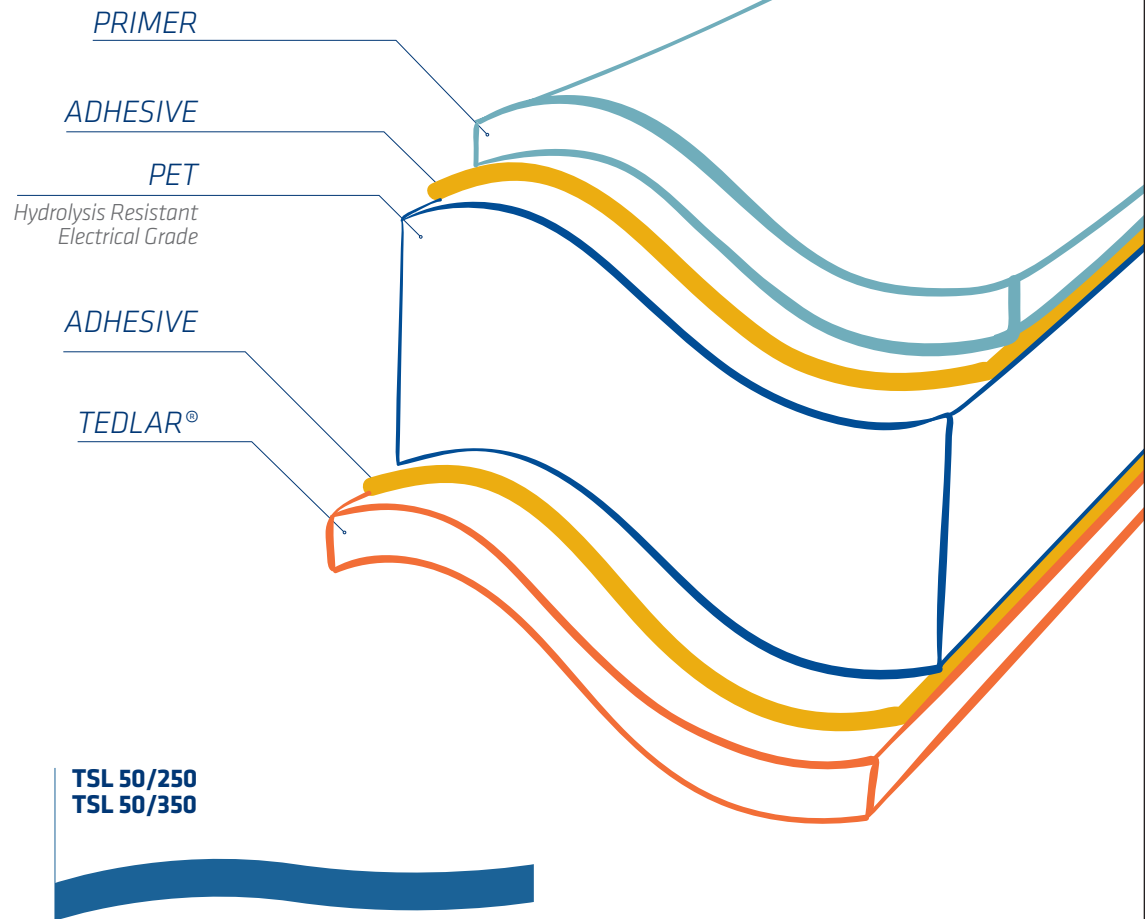 PRIMER
ADHESIVE
PET
Hydrolysis Resistant
Electrical Grade
ADHESIVE
TEDLAR®
TSL 50/250
TSL 50/350